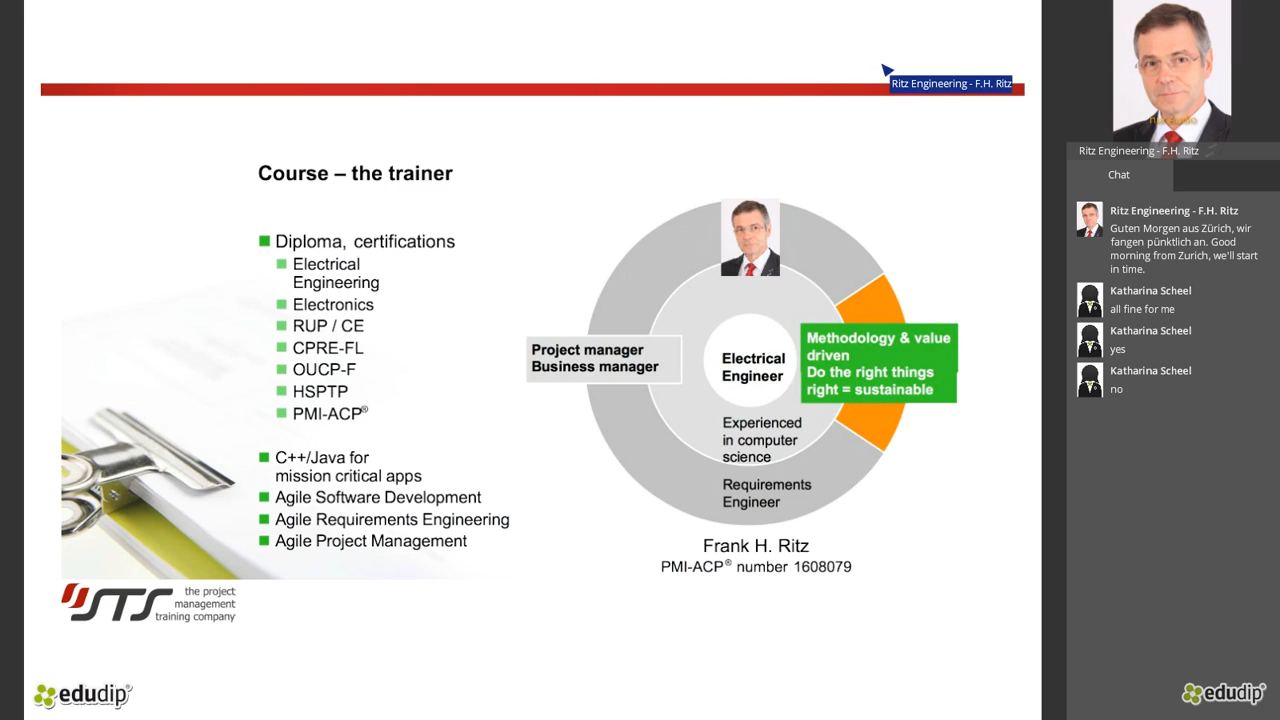 Ritz Engineering - F.H. Ritz
Course – the trainer
Diploma, certifications
Electrical
Engineering
Electronics
RUP / CE
CPRE-FL
OUCP-F
HSPTP
PMI-ACP®
C++/Java for
mission critical apps
Agile Software Development
Agile Requirements Engineering
Agile Project Management
Project manager
Business manager
Electrical
Engineer
Methodology & value
driven
Do the right things
right = sustainable
Experienced
in computer
science
Requirements
Engineer
Frank H. Ritz
PMI-ACP® number 1608079
STS
the project
management
training company
edudip®
Ritz Engineering - F.H. Ritz
Chat
Ritz Engineering - F.H. Ritz
Guten Morgen aus Zürich, wir
fangen pünktlich an. Good
morning from Zurich, we'll start
in time.
Katharina Scheel
all fine for me
Katharina Scheel
yes
Katharina Scheel
no
edudip®